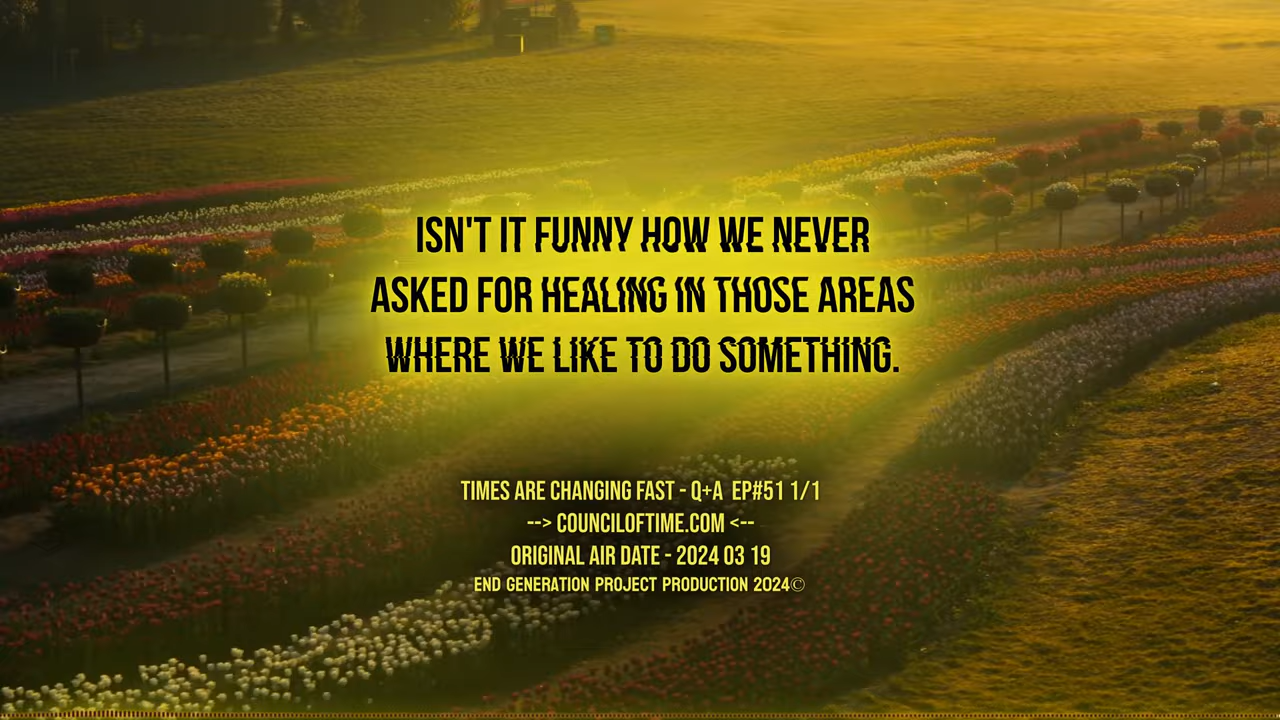 ISN'T IT FUNNY HOW WE NEVER
ASKED FOR HEALING IN THOSE AREAS
WHERE WE LIKE TO DO SOMETHING.
TIMES ARE CHANGING FAST - Q+A EP#51 1/1
--> COUNCILOFTIME.COM <--
ORIGINAL AIR DATE - 2024 03 19
END GENERATION PROJECT PRODUCTION 2024©